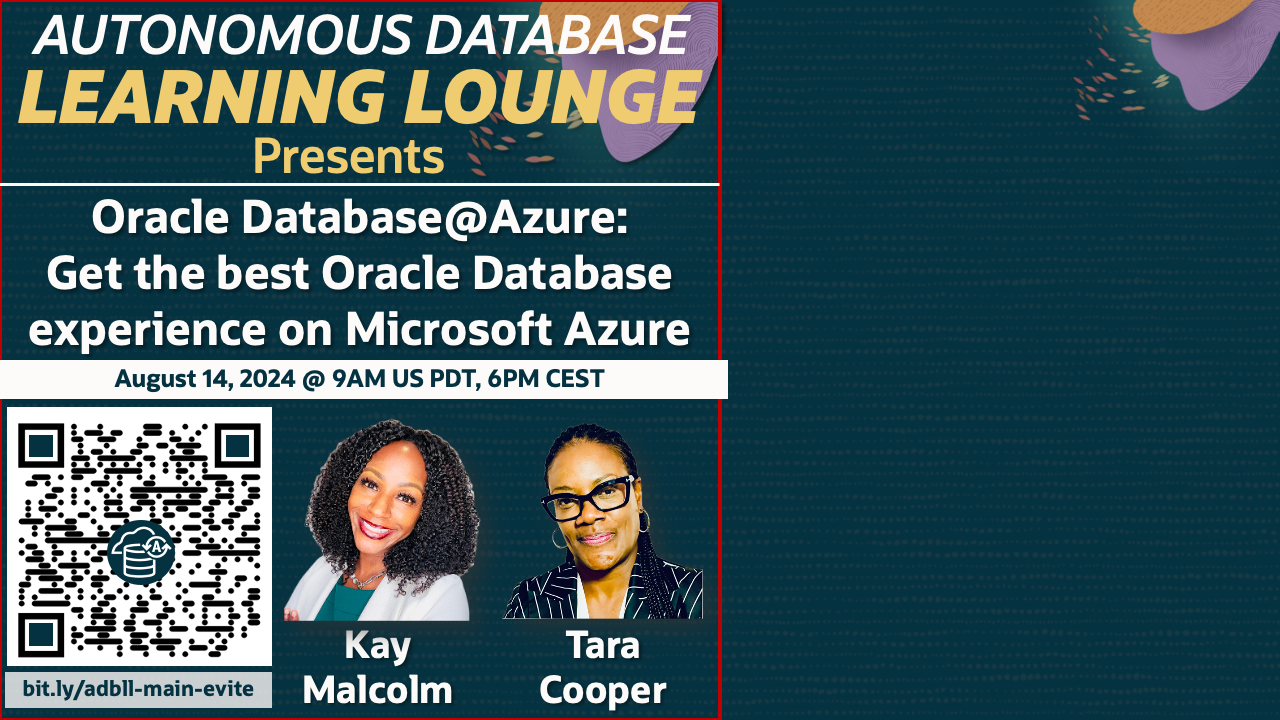 AUTONOMOUS DATABASE
LEARNING LOUNGE
Presents
Oracle Database@Azure:
Get the best Oracle Database
experience on Microsoft Azure
August 14, 2024 @ 9AM US PDT, 6PM CEST
A
bit.ly/adbll-main-evite
Kay
Malcolm
Tara
Cooper